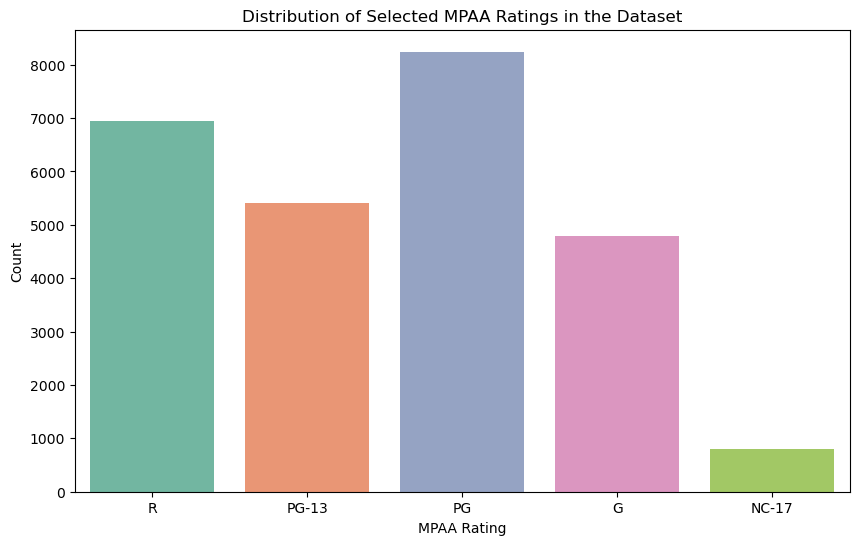 Distribution of Selected MPAA Ratings in the Dataset
8000
7000
6000
5000
4000
3000
2000
1000
0
Count
R PG-13 PG G NC-17
MPAA Rating